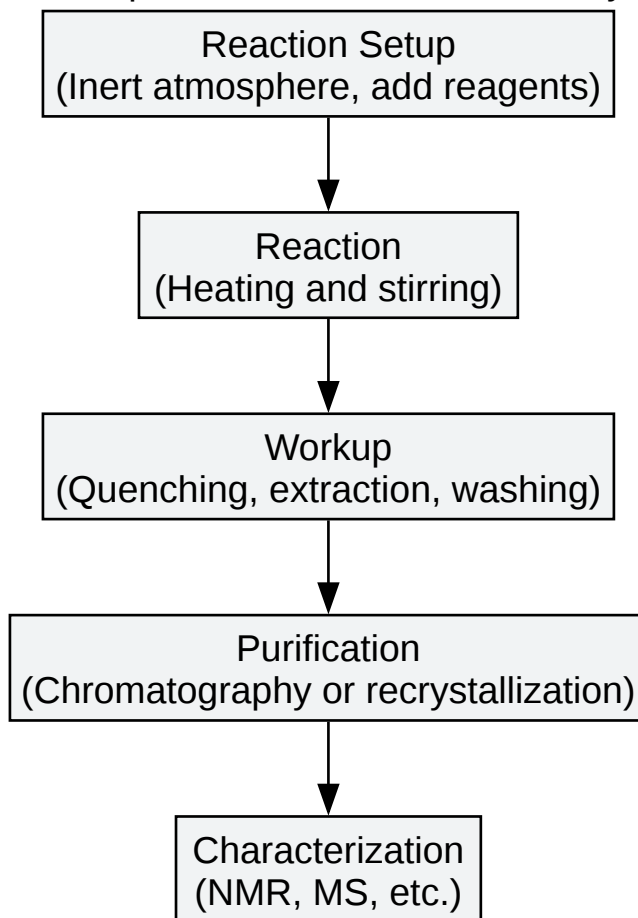 Reaction Setup
(Inert atmosphere, add reagents)
Reaction
(Heating and stirring)
Workup
(Quenching, extraction, washing)
Purification
(Chromatography or recrystallization)
Characterization
(NMR, MS, etc.)